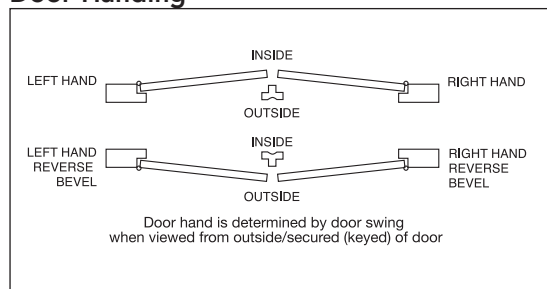 Door Handing
INSIDE
LEFT HAND
RIGHT HAND
OUTSIDE
LEFT HAND
REVERSE
BEVEL
INSIDE
RIGHT HAND
REVERSE
BEVEL
OUTSIDE
Door hand is determined by door swing
when viewed from outside/secured (keyed) of door